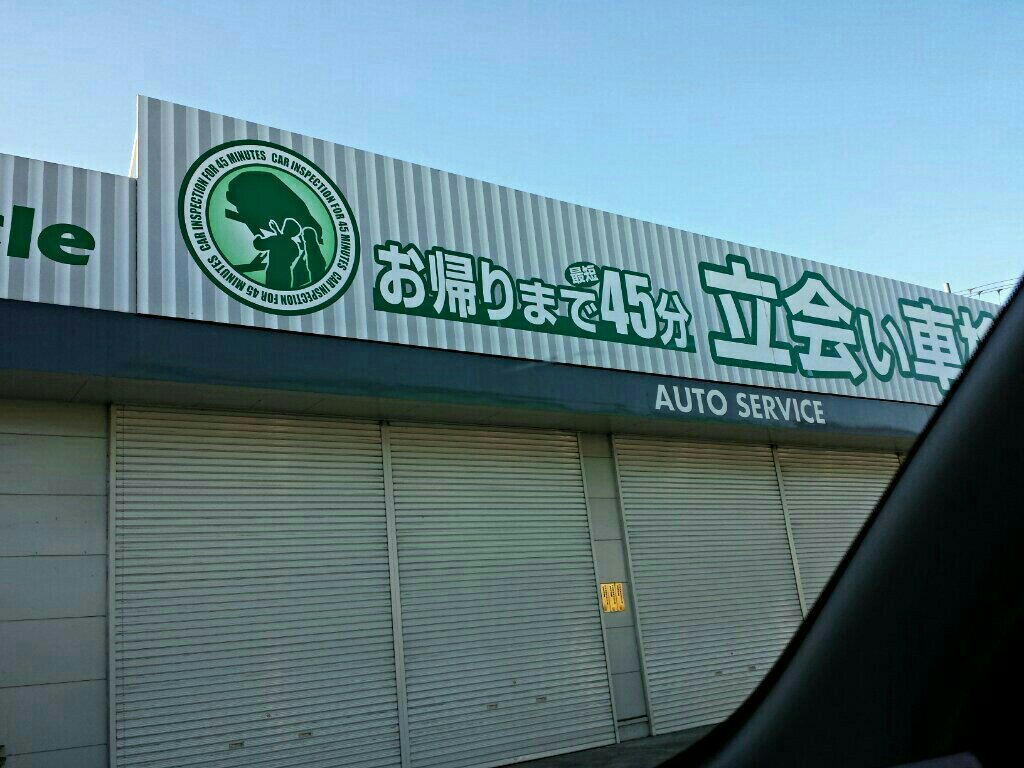 CAR INSPECTION FOR 45 MINUTES CAR INSPECTION FOR 45 MINUTES CAR INSPECTION FOR 45 MINUTES
最短
お帰りまで45分
立会い車検
AUTO SERVICE